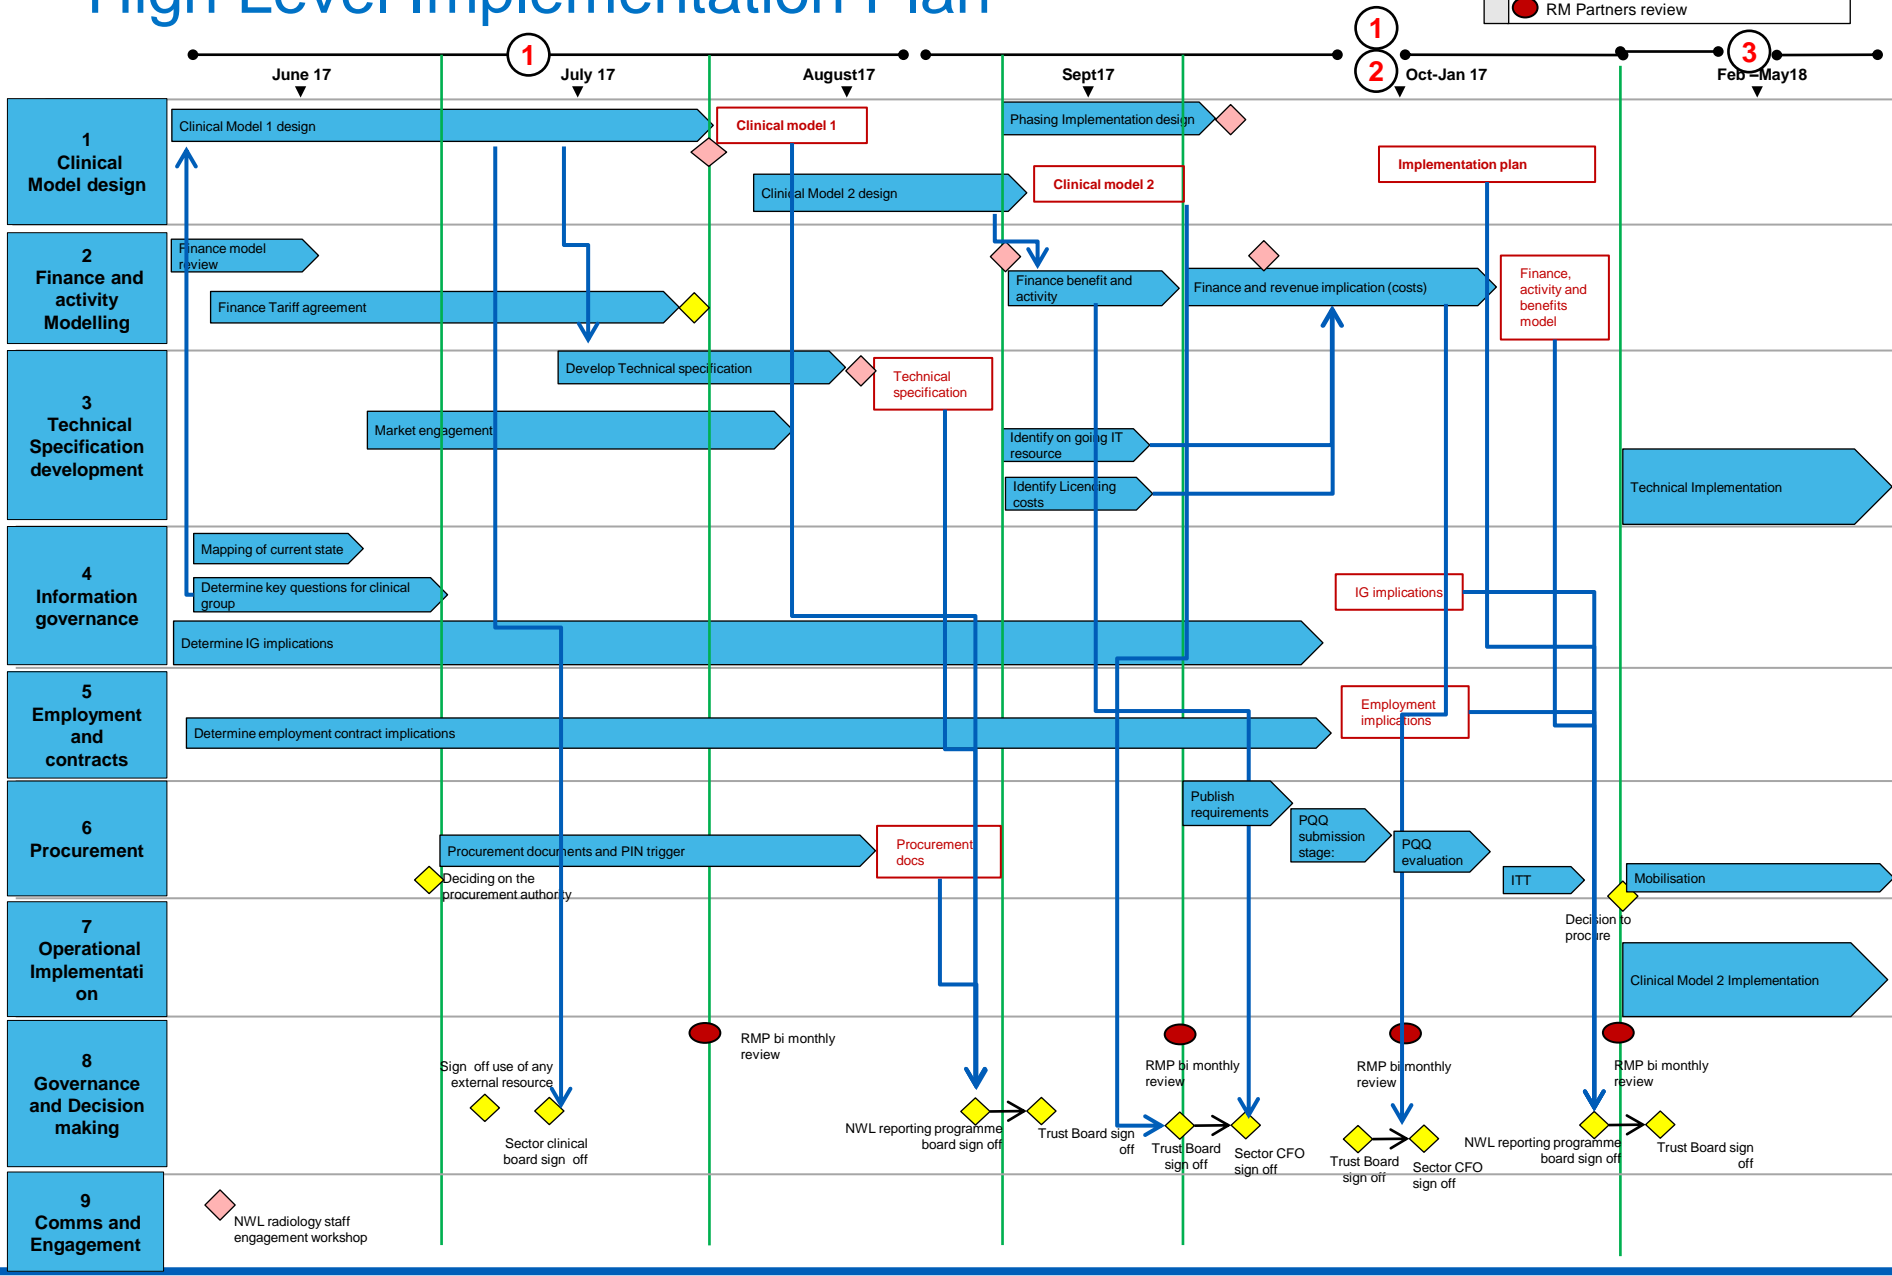 High Level Implementation Plan
RM Partners review
1
1
2
3
June 17
July 17
August17
Sept17
Oct-Jan 17
Feb –May18
1
Clinical
Model design
Clinical Model 1 design
Clinical model 1
Phasing Implementation design
Clinical Model 2 design
Clinical model 2
Implementation plan
2
Finance and
activity
Modelling
Finance model
review
Finance Tariff agreement
Finance benefit and
activity
Finance and revenue implication (costs)
Finance,
activity and
benefits
model
3
Technical
Specification
development
Develop Technical specification
Technical
specification
Market engagement
Identify on going IT
resource
Identify Licencing
costs
Technical Implementation
4
Information
governance
Mapping of current state
Determine key questions for clinical
group
Determine IG implications
IG implications
5
Employment
and
contracts
Determine employment contract implications
Employment
implications
6
Procurement
Procurement documents and PIN trigger
Deciding on the
procurement authority
Procurement
docs
Publish
requirements
PQQ
submission
stage:
PQQ
evaluation
ITT
Mobilisation
Decision to
procure
7
Operational
Implementati
on
Clinical Model 2 Implementation
8
Governance
and Decision
making
Sign off use of any
external resource
Sector clinical
board sign off
RMP bi monthly
review
NWL reporting programme
board sign off
Trust Board sign
off
RMP bi monthly
review
Trust Board
sign off
Sector CFO
sign off
RMP bi monthly
review
Trust Board
sign off
Sector CFO
sign off
RMP bi monthly
review
NWL reporting programme
board sign off
Trust Board sign
off
9
Comms and
Engagement
NWL radiology staff
engagement workshop